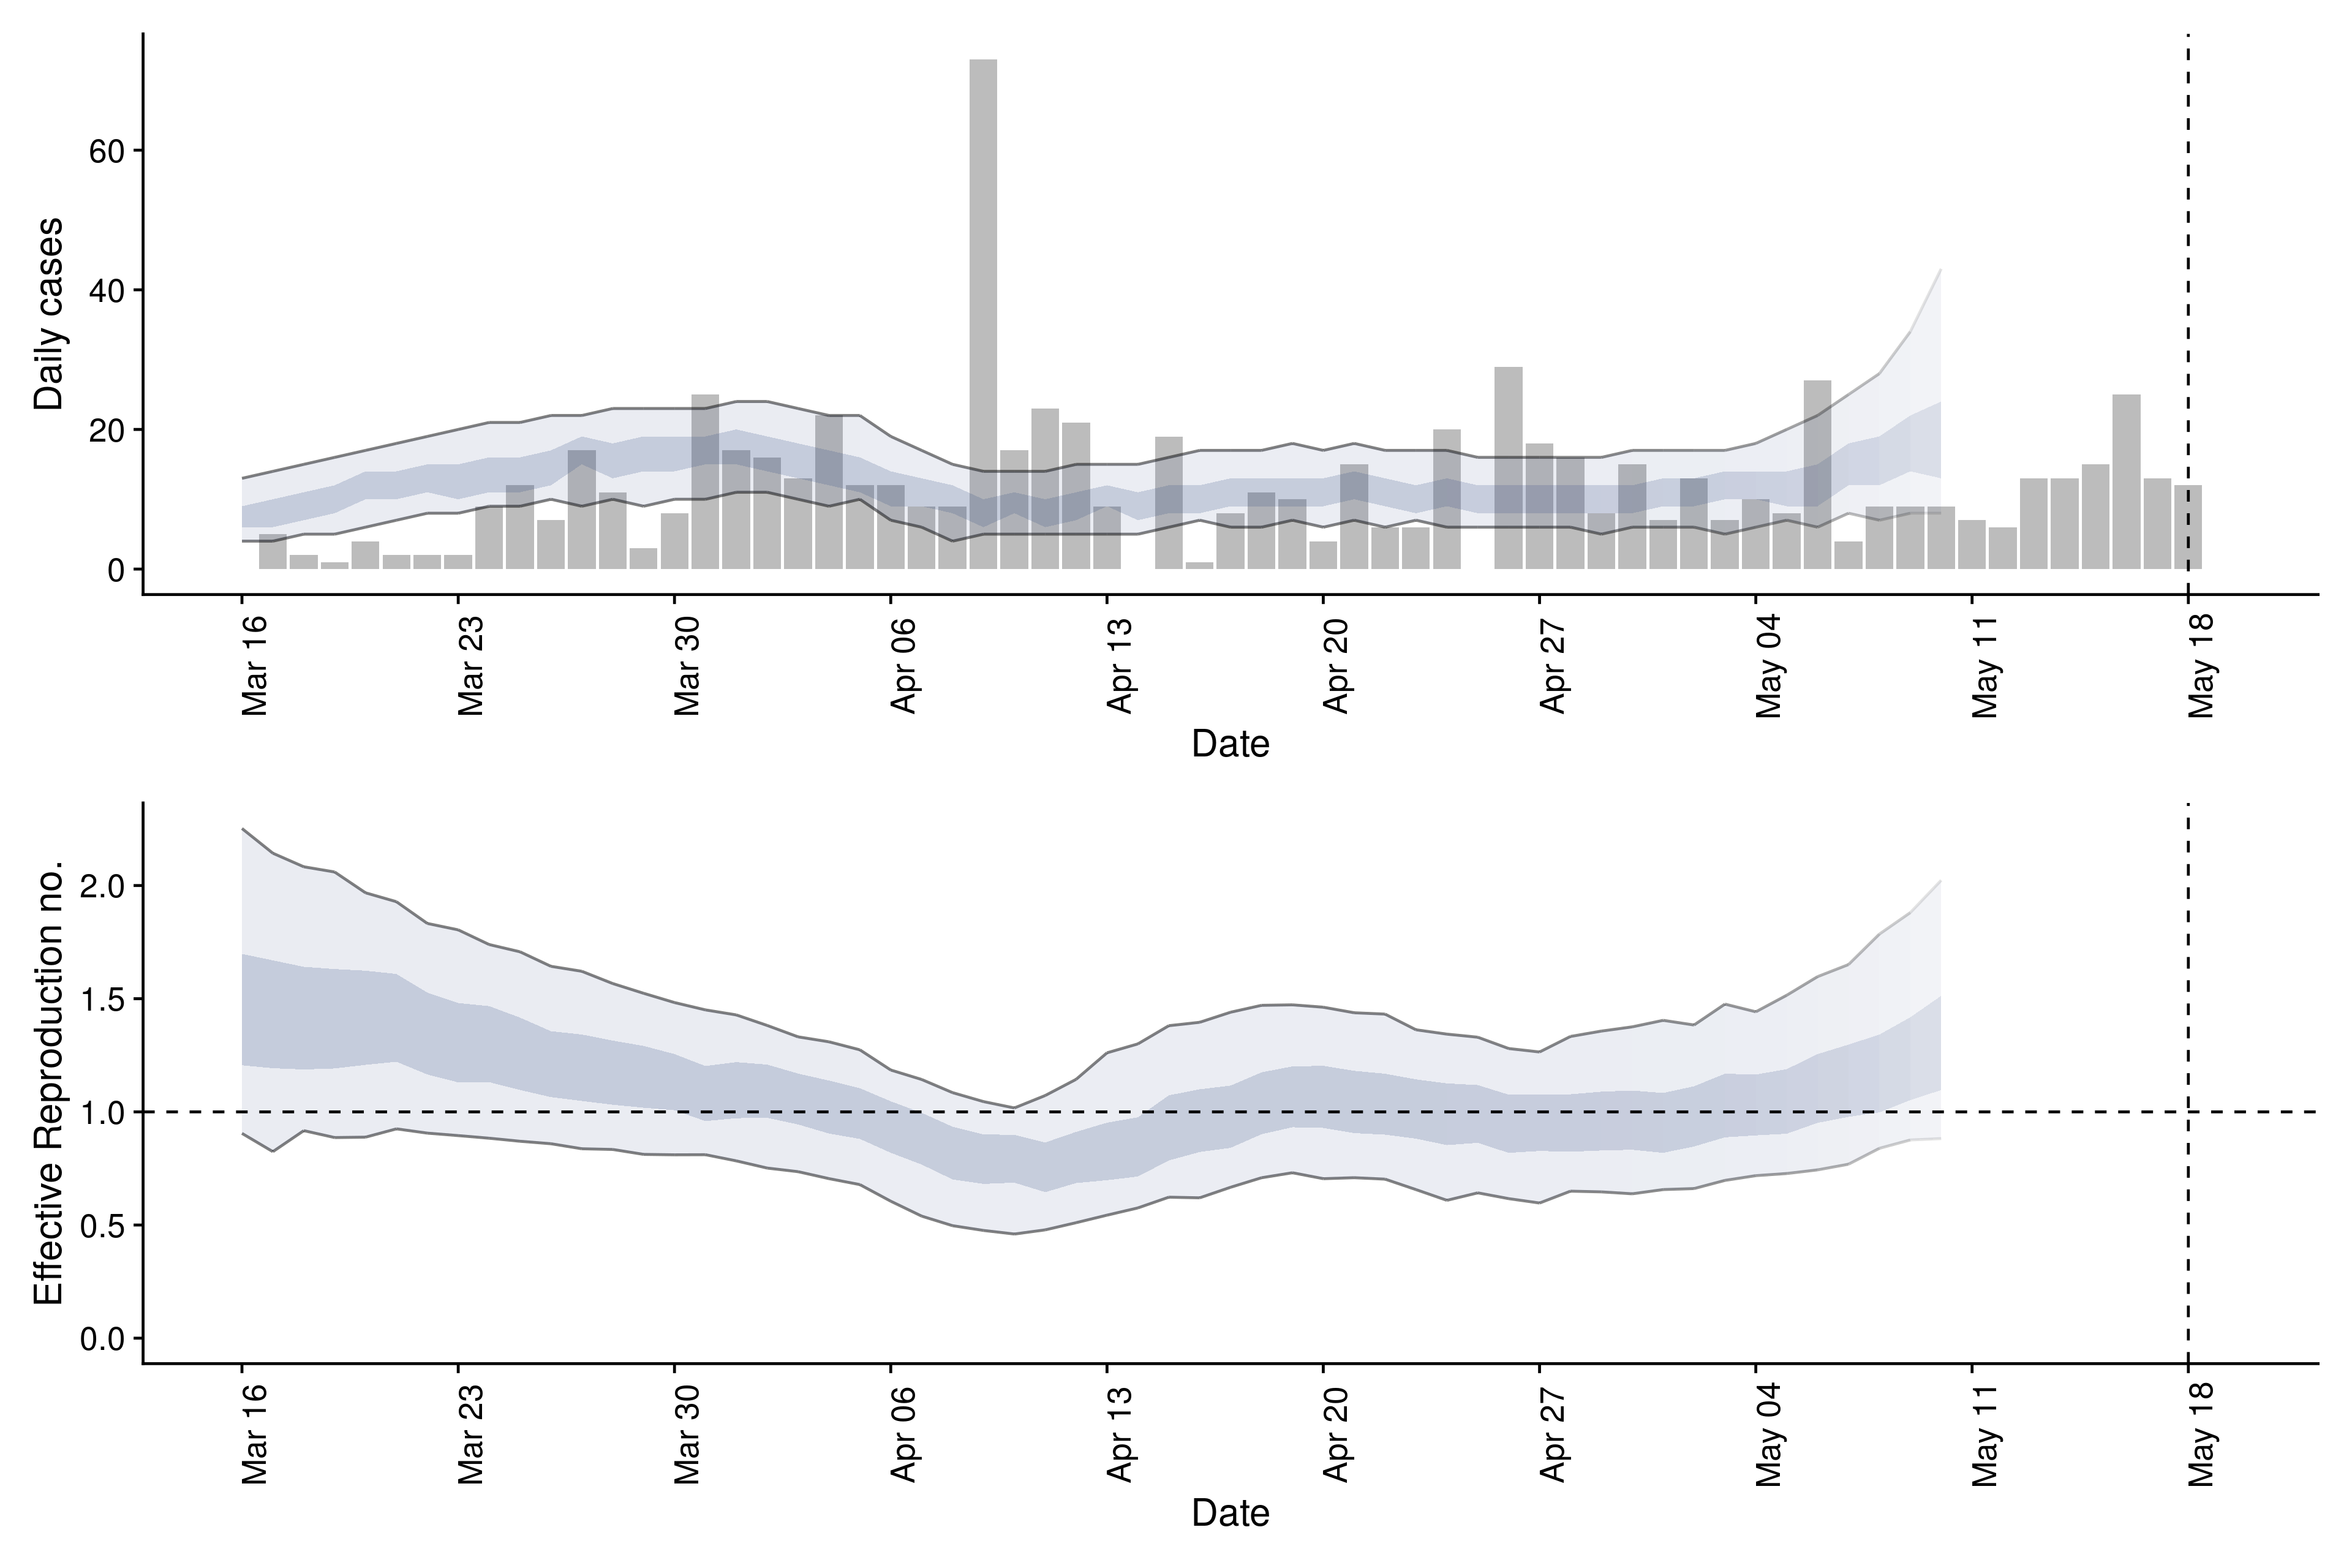 Daily cases
60
40
20
0
Mar 16
Mar 23
Mar 30
Apr 06
Apr 13
Apr 20
Apr 27
May 04
May 11
May 18
Date
Effective Reproduction no.
2.0
1.5
1.0
0.5
0.0
Mar 16
Mar 23
Mar 30
Apr 06
Apr 13
Apr 20
Apr 27
May 04
May 11
May 18
Date